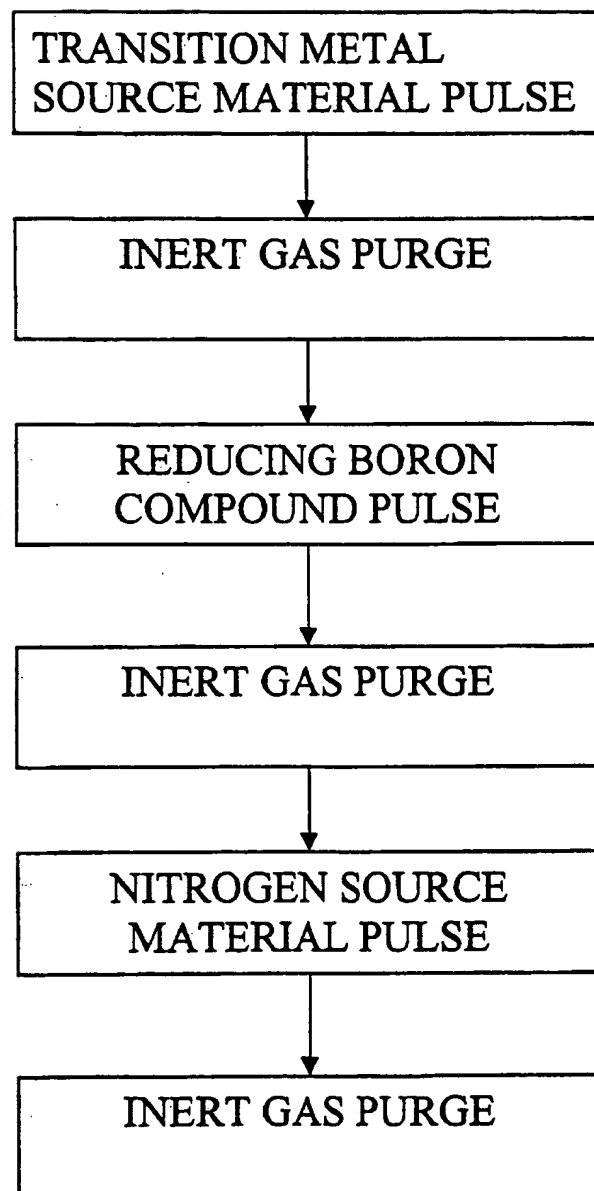 TRANSITION METAL
SOURCE MATERIAL PULSE
INERT GAS PURGE
REDUCING BORON
COMPOUND PULSE
INERT GAS PURGE
NITROGEN SOURCE
MATERIAL PULSE
INERT GAS PURGE